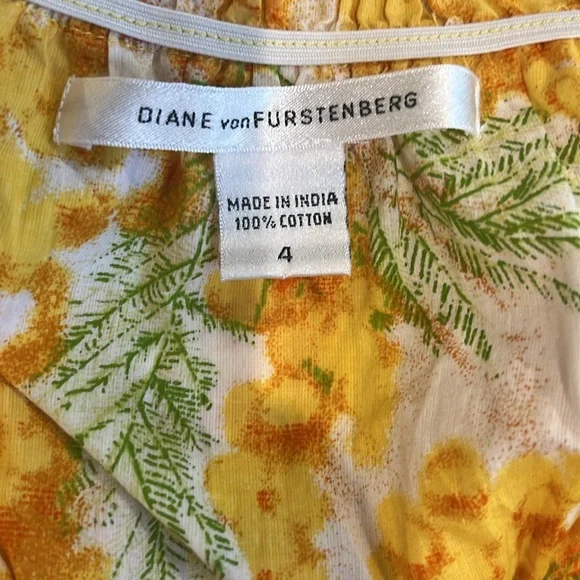 DIANE von FURSTENBERG
MADE IN INDIA
100% COTTON
4